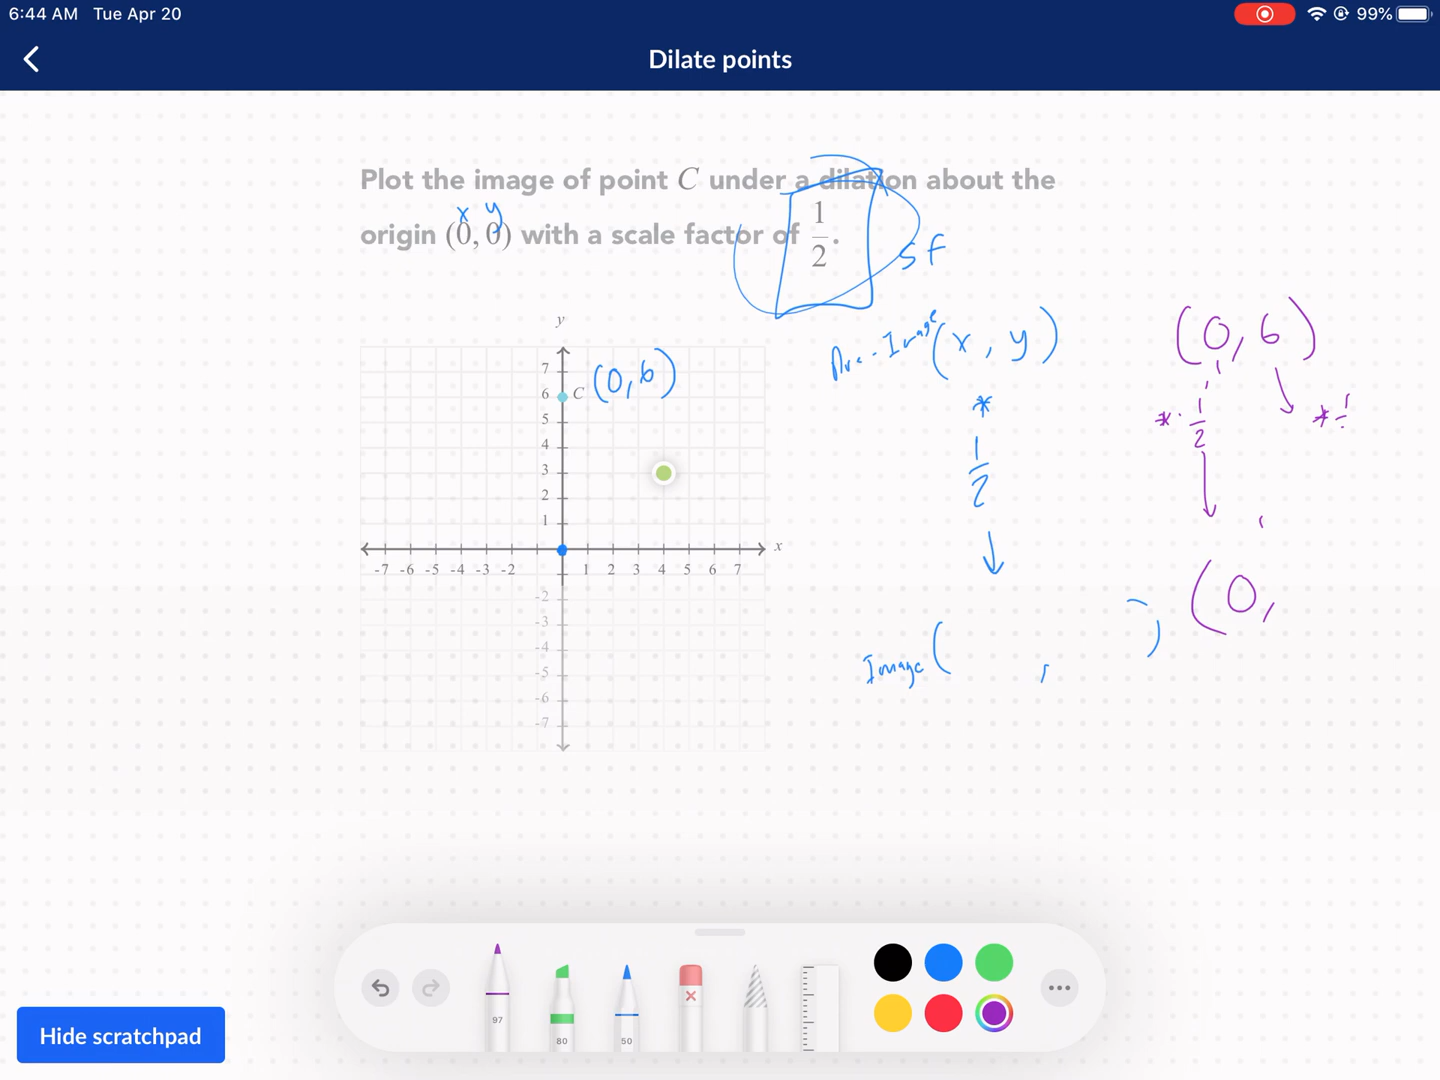 6:44 AM Tue Apr 20
99%
Dilate points
Plot the image of point C under a dilation about the
x y
origin (0, 0) with a scale factor of 1/2.
SF
Pre-Image (x, y)
(0, 6)
y
7
6 C (0, 6)
5
4
3
2
1
x
-7 -6 -5 -4 -3 -2 1 2 3 4 5 6 7
-2
-3
-4
-5
-6
-7
*
1/2
* 1/2
*
(0,
Image ( , )
97
80
50
Hide scratchpad